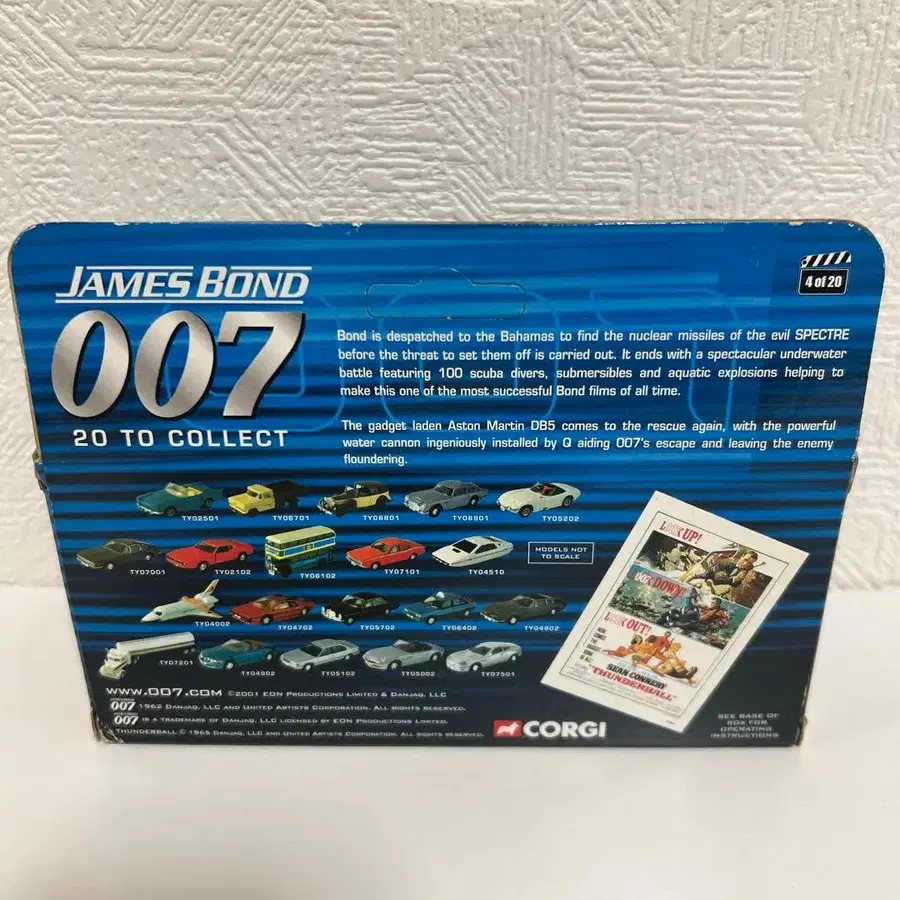 JAMES BOND
007
20 TO COLLECT
4 of 20
Bond is despatched to the Bahamas to find the nuclear missiles of the evil SPECTRE
before the threat to set them off is carried out. It ends with a spectacular underwater
battle featuring 100 scuba divers, submersibles and aquatic explosions helping to
make this one of the most successful Bond films of all time.
The gadget laden Aston Martin DB5 comes to the rescue again, with the powerful
water cannon ingeniously installed by Q aiding 007's escape and leaving the enemy
floundering.
TY02501 TY06701 TY06801 TY06901 TY05202
TY07001 TY02102 TY06102 TY07101 TY04510
MODELS NOT
TO SCALE
TY04002 TY04702 TY05702 TY06402 TY04802
TY07201 TY04902 TY05102 TY05002 TY07501
LOOK UP!
LOOK DOWN!
LOOK OUT!
HERE
COMES
THE
BIGGEST
BOND
OF ALL!
SEAN CONNERY
"THUNDERBALL"
WWW.007.COM ©2001 EON PRODUCTIONS LIMITED & DANJAQ, LLC
007 1962 DANJAQ, LLC AND UNITED ARTISTS CORPORATION. ALL RIGHTS RESERVED.
007 IS A TRADEMARK OF DANJAQ, LLC LICENSED BY EON PRODUCTIONS LIMITED.
THUNDERBALL © 1965 DANJAQ, LLC AND UNITED ARTISTS CORPORATION. ALL RIGHTS RESERVED.
CORGI
SEE BASE OF
BOX FOR
OPERATING
INSTRUCTIONS